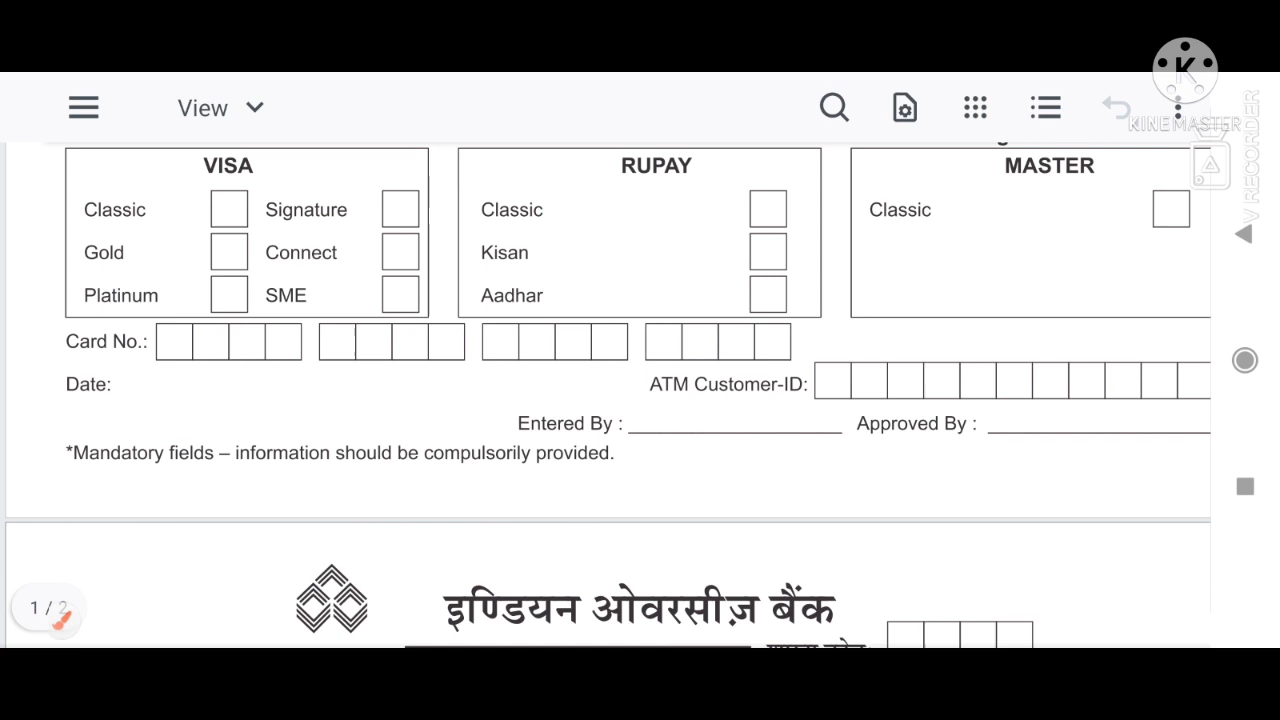 View
KINEMASTER
V RECORDER
VISA
RUPAY
MASTER
Classic
Signature
Classic
Classic
Gold
Connect
Kisan
Platinum
SME
Aadhar
Card No.:
Date:
ATM Customer-ID:
Entered By :
Approved By :
*Mandatory fields – information should be compulsorily provided.
1 / 2
इण्डियन ओवरसीज़ बैंक